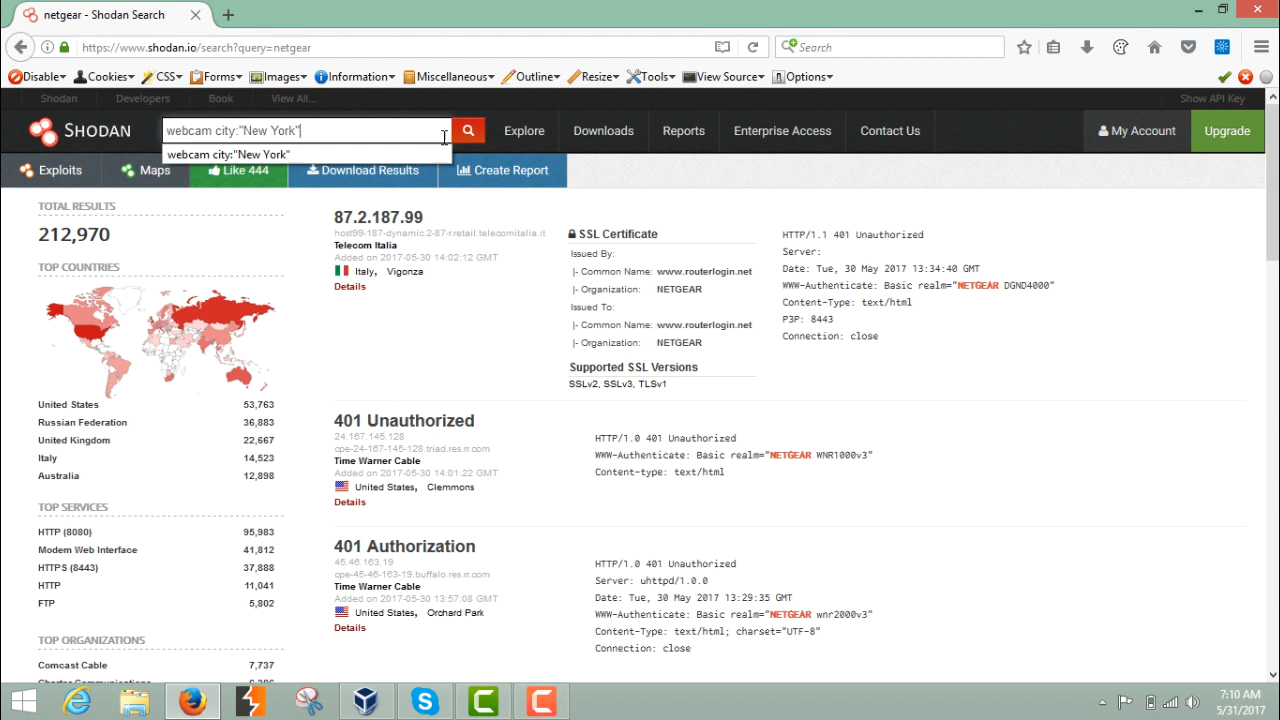 netgear - Shodan Search
https://www.shodan.io/search?query=netgear
Search
Disable Cookies CSS Forms Images Information Miscellaneous Outline Resize Tools View Source Options
Shodan Developers Book View All... Show API Key
SHODAN webcam city:"New York" Explore Downloads Reports Enterprise Access Contact Us My Account Upgrade
webcam city:"New York"
Exploits Maps Like 444 Download Results Create Report
TOTAL RESULTS
212,970
TOP COUNTRIES
United States 53,763
Russian Federation 36,883
United Kingdom 22,667
Italy 14,523
Australia 12,898
TOP SERVICES
HTTP (8080) 95,983
Modem Web Interface 41,812
HTTPS (8443) 37,888
HTTP 11,041
FTP 5,802
TOP ORGANIZATIONS
Comcast Cable 7,737
87.2.187.99
host99-187-dynamic.2-87-r.retail.telecomitalia.it
Telecom Italia
Added on 2017-05-30 14:02:12 GMT
Italy, Vigonza
Details
SSL Certificate
Issued By:
|- Common Name: www.routerlogin.net
|- Organization: NETGEAR
Issued To:
|- Common Name: www.routerlogin.net
|- Organization: NETGEAR
Supported SSL Versions
SSLv2, SSLv3, TLSv1
HTTP/1.1 401 Unauthorized
Server:
Date: Tue, 30 May 2017 13:34:40 GMT
WWW-Authenticate: Basic realm="NETGEAR DGND4000"
Content-Type: text/html
P3P: 8443
Connection: close
401 Unauthorized
24.167.145.128
cpe-24-167-145-128.triad.res.rr.com
Time Warner Cable
Added on 2017-05-30 14:01:22 GMT
United States, Clemmons
Details
HTTP/1.0 401 Unauthorized
WWW-Authenticate: Basic realm="NETGEAR WNR1000v3"
Content-type: text/html
401 Authorization
45.46.163.19
cpe-45-46-163-19.buffalo.res.rr.com
Time Warner Cable
Added on 2017-05-30 13:57:08 GMT
United States, Orchard Park
Details
HTTP/1.0 401 Unauthorized
Server: uhttpd/1.0.0
Date: Tue, 30 May 2017 13:29:35 GMT
WWW-Authenticate: Basic realm="NETGEAR wnr2000v3"
Content-Type: text/html; charset="UTF-8"
Connection: close
7:10 AM
5/31/2017